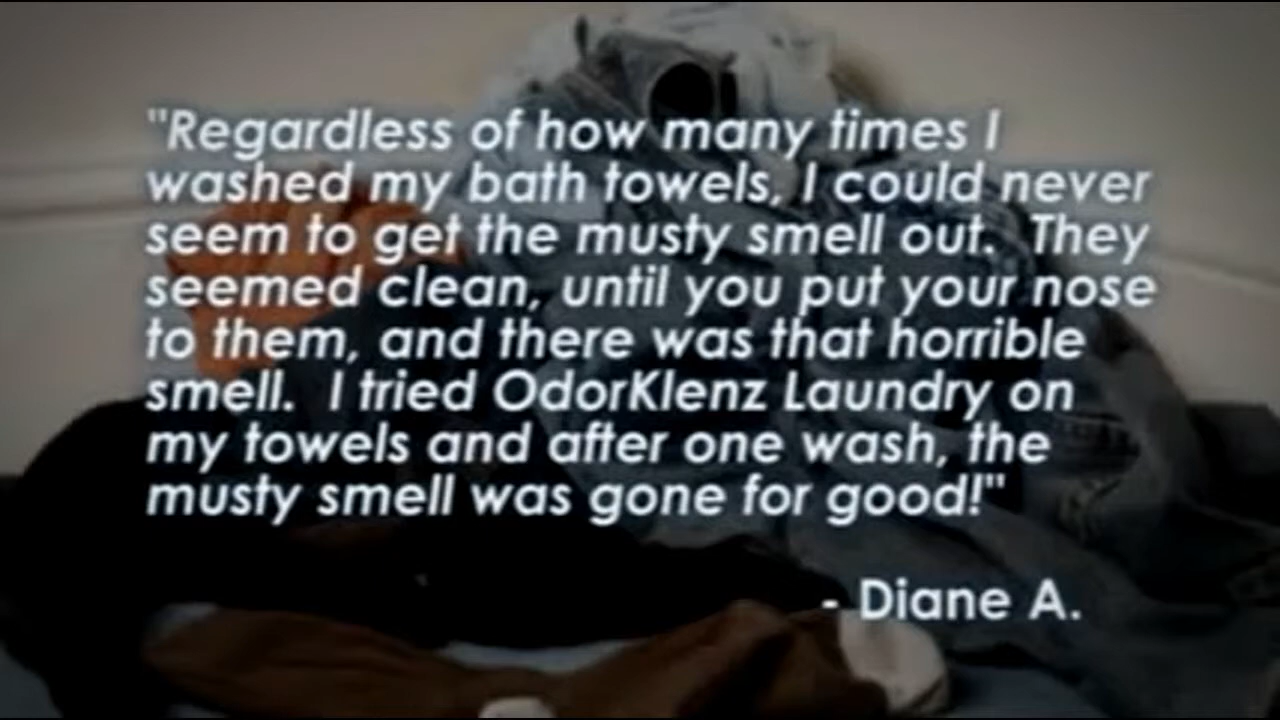 "Regardless of how many times I
washed my bath towels, I could never
seem to get the musty smell out.  They
seemed clean, until you put your nose
to them, and there was that horrible
smell.  I tried OdorKlenz Laundry on
my towels and after one wash, the
musty smell was gone for good!"
- Diane A.